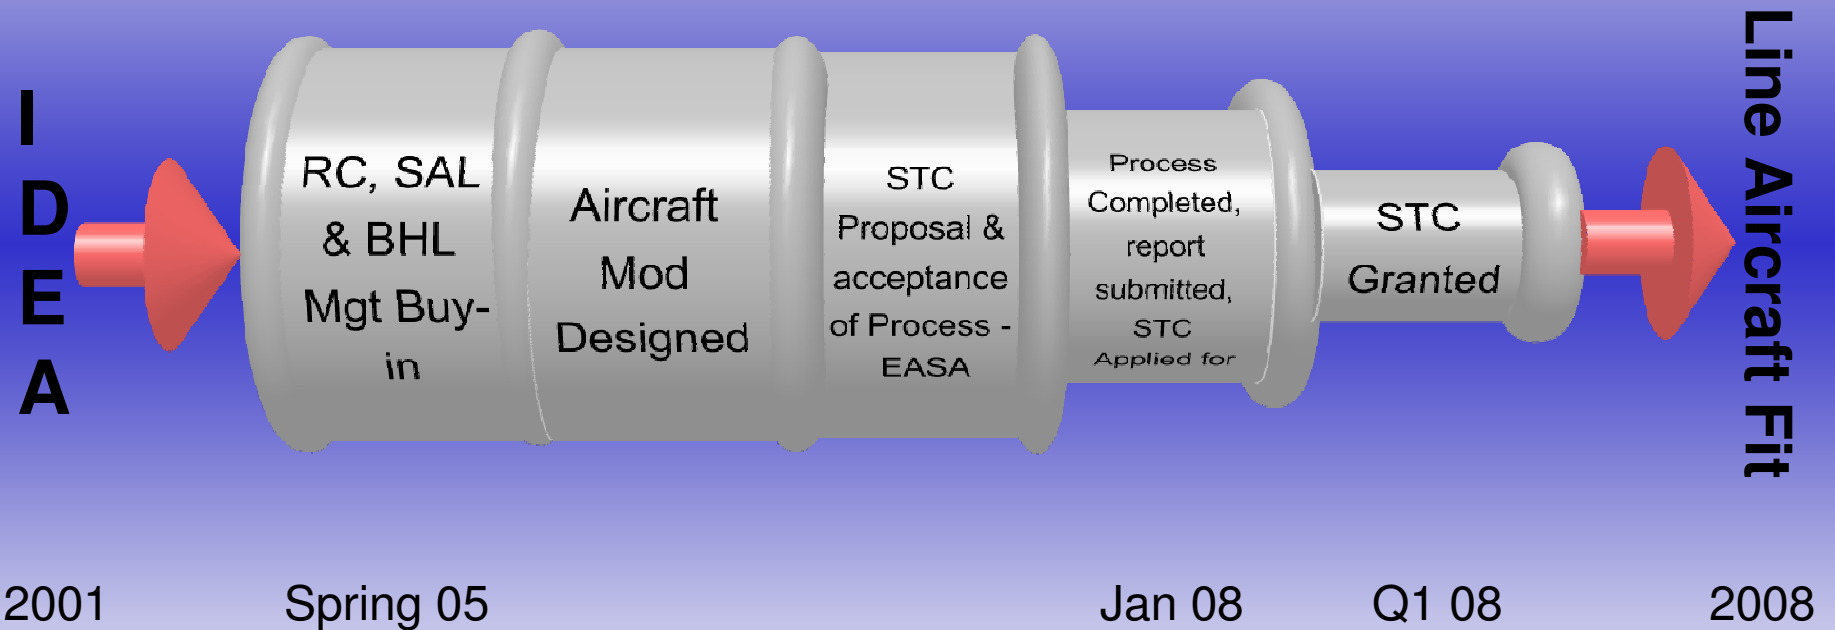 IDEA
RC, SAL
& BHL
Mgt Buy-
in
Aircraft
Mod
Designed
STC
Proposal &
acceptance
of Process -
EASA
Process
Completed,
report
submitted,
STC
Applied for
STC
Granted
Line Aircraft Fit
2001
Spring 05
Jan 08
Q1 08
2008